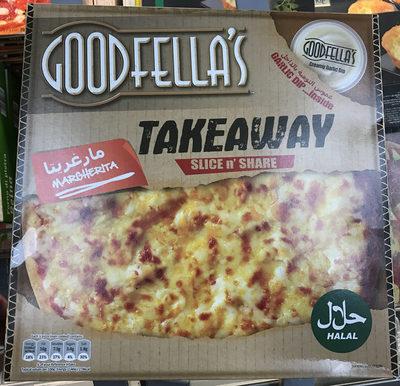 GOODFELLA'S
GOODFELLA'S
Creamy Garlic Dip
GARLIC DIP ...Inside
TAKEAWAY
SLICE n' SHARE
مارغريتا
MARGHERITA
حلال
HALAL